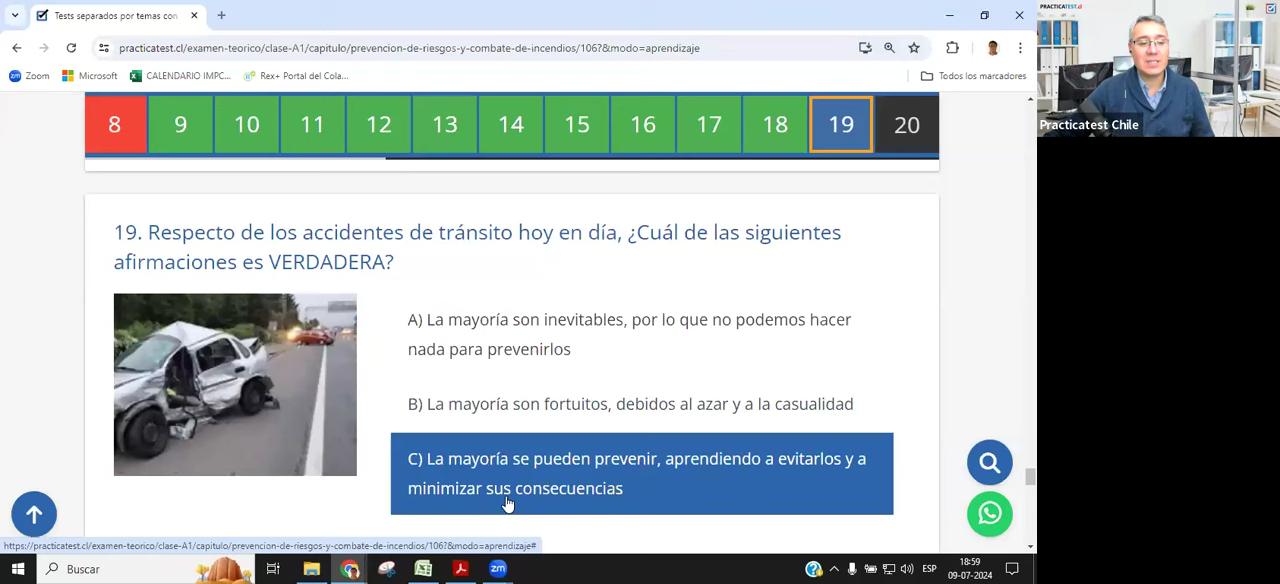 Tests separados por temas con
practicatest.cl/examen-teorico/clase-A1/capitulo/prevencion-de-riesgos-y-combate-de-incendios/106?&modo=aprendizaje
Zoom
Microsoft
CALENDARIO IMPC...
Rex+ Portal del Cola...
Todos los marcadores
PRACTICATEST.cl
Practicatest Chile
8 9 10 11 12 13 14 15 16 17 18 19 20
19. Respecto de los accidentes de tránsito hoy en día, ¿Cuál de las siguientes
afirmaciones es VERDADERA?
A) La mayoría son inevitables, por lo que no podemos hacer
nada para prevenirlos
B) La mayoría son fortuitos, debidos al azar y a la casualidad
C) La mayoría se pueden prevenir, aprendiendo a evitarlos y a
minimizar sus consecuencias
https://practicatest.cl/examen-teorico/clase-A1/capitulo/prevencion-de-riesgos-y-combate-de-incendios/106?&modo=aprendizaje#
Buscar
ESP
18:59
09-07-2024